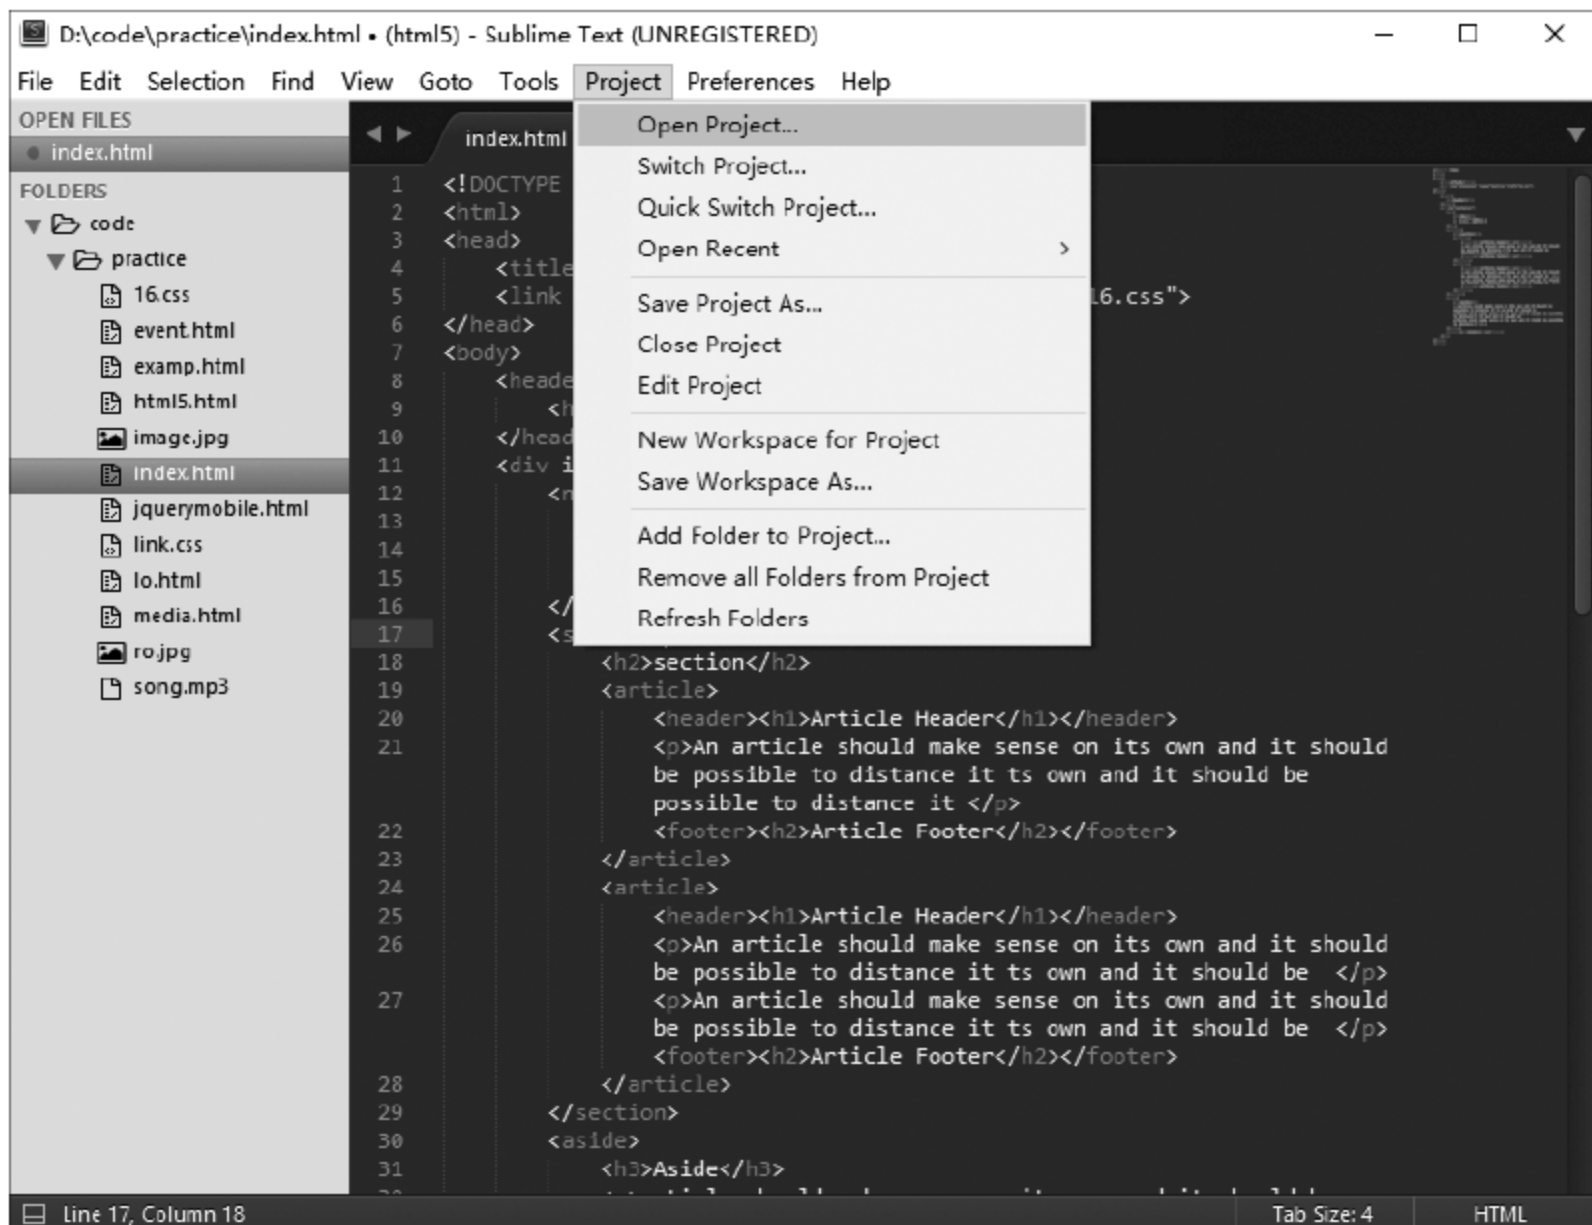 D:\code\practice\index.html • (html5) - Sublime Text (UNREGISTERED)
File Edit Selection Find View Goto Tools Project Preferences Help
OPEN FILES
index.html
FOLDERS
code
practice
16.css
event.html
examp.html
html5.html
image.jpg
index.html
jquerymobile.html
link.css
lo.html
media.html
ro.jpg
song.mp3
index.html
Open Project...
Switch Project...
Quick Switch Project...
Open Recent
Save Project As...
Close Project
Edit Project
New Workspace for Project
Save Workspace As...
Add Folder to Project...
Remove all Folders from Project
Refresh Folders
1 <!DOCTYPE
2 <html>
3 <head>
4 <title
5 <link 16.css">
6 </head>
7 <body>
8 <heade
9 <h
10 </head
11 <div i
12 <n
13
14
15
16 </
17 <s
18 <h2>section</h2>
19 <article>
20 <header><h1>Article Header</h1></header>
21 <p>An article should make sense on its own and it should
be possible to distance it ts own and it should be
possible to distance it </p>
22 <footer><h2>Article Footer</h2></footer>
23 </article>
24 <article>
25 <header><h1>Article Header</h1></header>
26 <p>An article should make sense on its own and it should
be possible to distance it ts own and it should be </p>
27 <p>An article should make sense on its own and it should
be possible to distance it ts own and it should be </p>
<footer><h2>Article Footer</h2></footer>
28 </article>
29 </section>
30 <aside>
31 <h3>Aside</h3>
Line 17, Column 18 Tab Size: 4 HTML